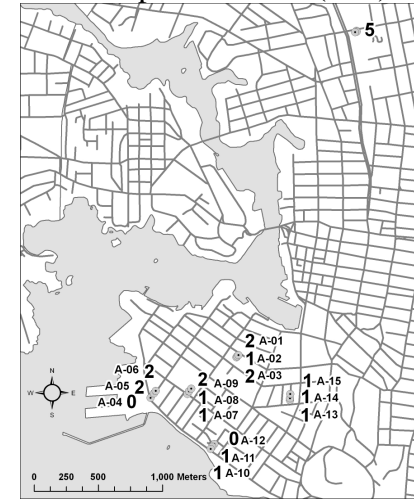 5
2 A-01
1 A-02
2 A-03
A-06 2
A-05 2
A-04 0
2 A-09
1 A-08
1 A-07
1 A-15
1 A-14
1 A-13
0 A-12
1 A-11
1 A-10
N
W E
S
0 250 500 1,000 Meters